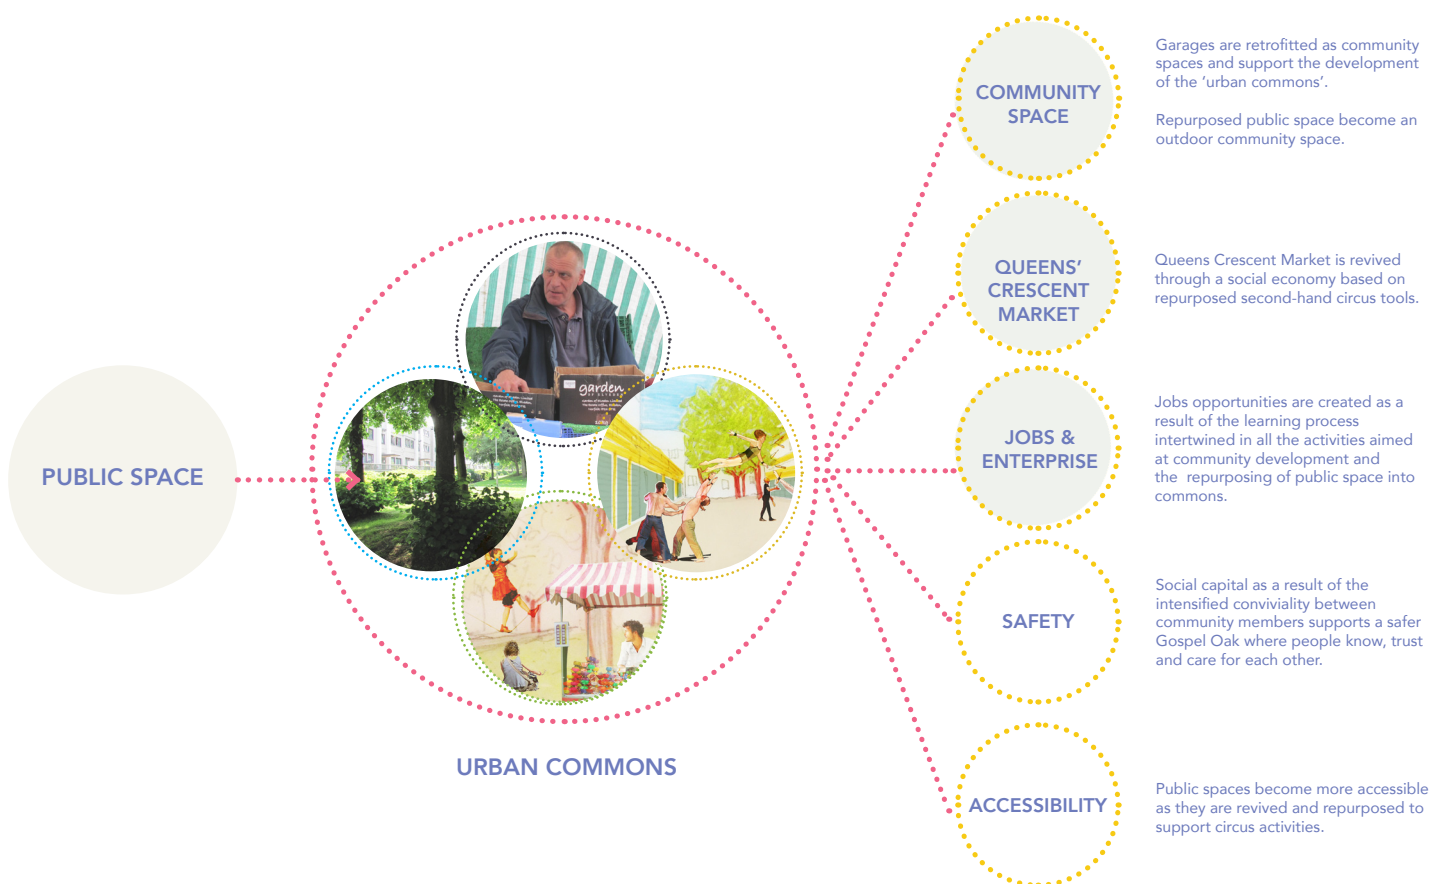 PUBLIC SPACE
garden
URBAN COMMONS
COMMUNITY
SPACE
Garages are retrofitted as community
spaces and support the development
of the ‘urban commons’.
Repurposed public space become an
outdoor community space.
QUEENS’
CRESCENT
MARKET
Queens Crescent Market is revived
through a social economy based on
repurposed second-hand circus tools.
JOBS &
ENTERPRISE
Jobs opportunities are created as a
result of the learning process
intertwined in all the activities aimed
at community development and
the  repurposing of public space into
commons.
SAFETY
Social capital as a result of the
intensified conviviality between
community members supports a safer
Gospel Oak where people know, trust
and care for each other.
ACCESSIBILITY
Public spaces become more accessible
as they are revived and repurposed to
support circus activities.